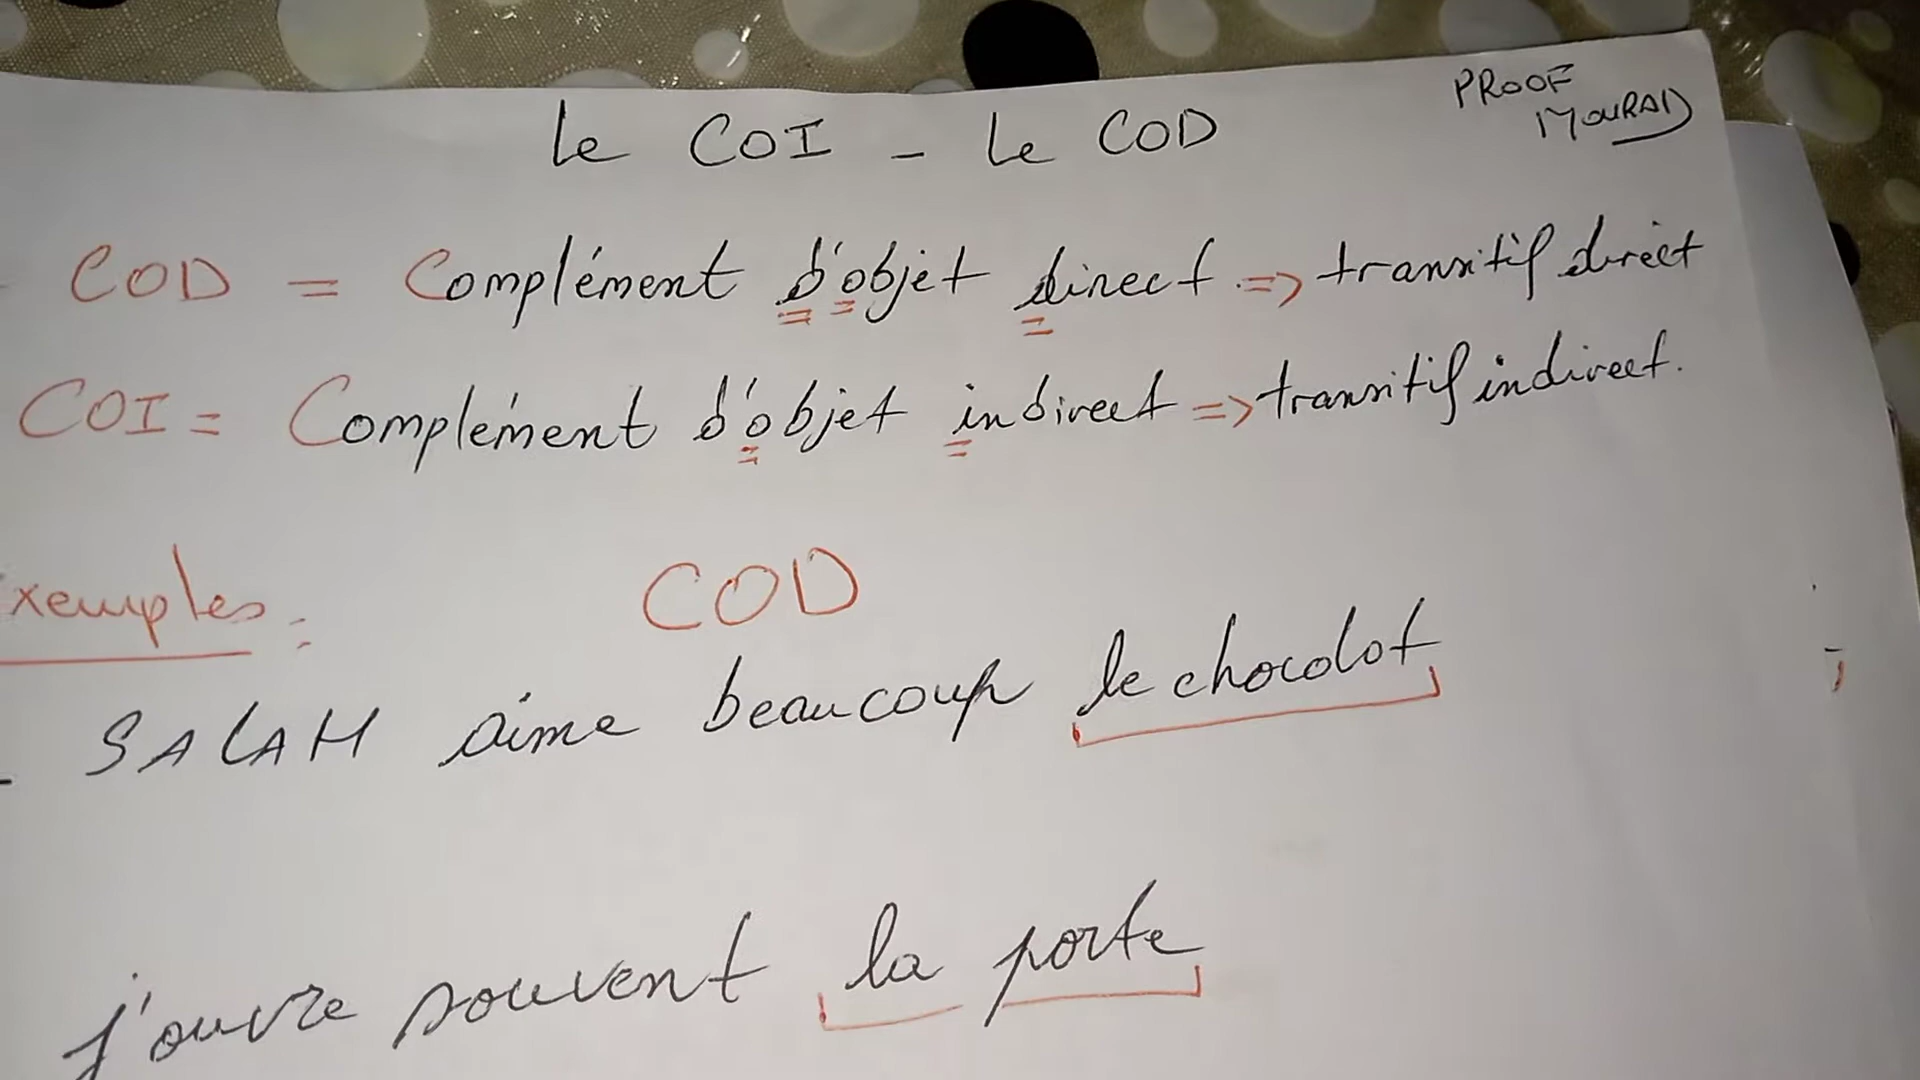 PROOF
MOURAD
le COI - le COD
COD = Complément d'objet direct => transitif direct
COI = Complément d'objet indirect => transitif indirect.
xemples:
COD
- SALAH aime beaucoup le chocolat
j'ouvre souvent la porte